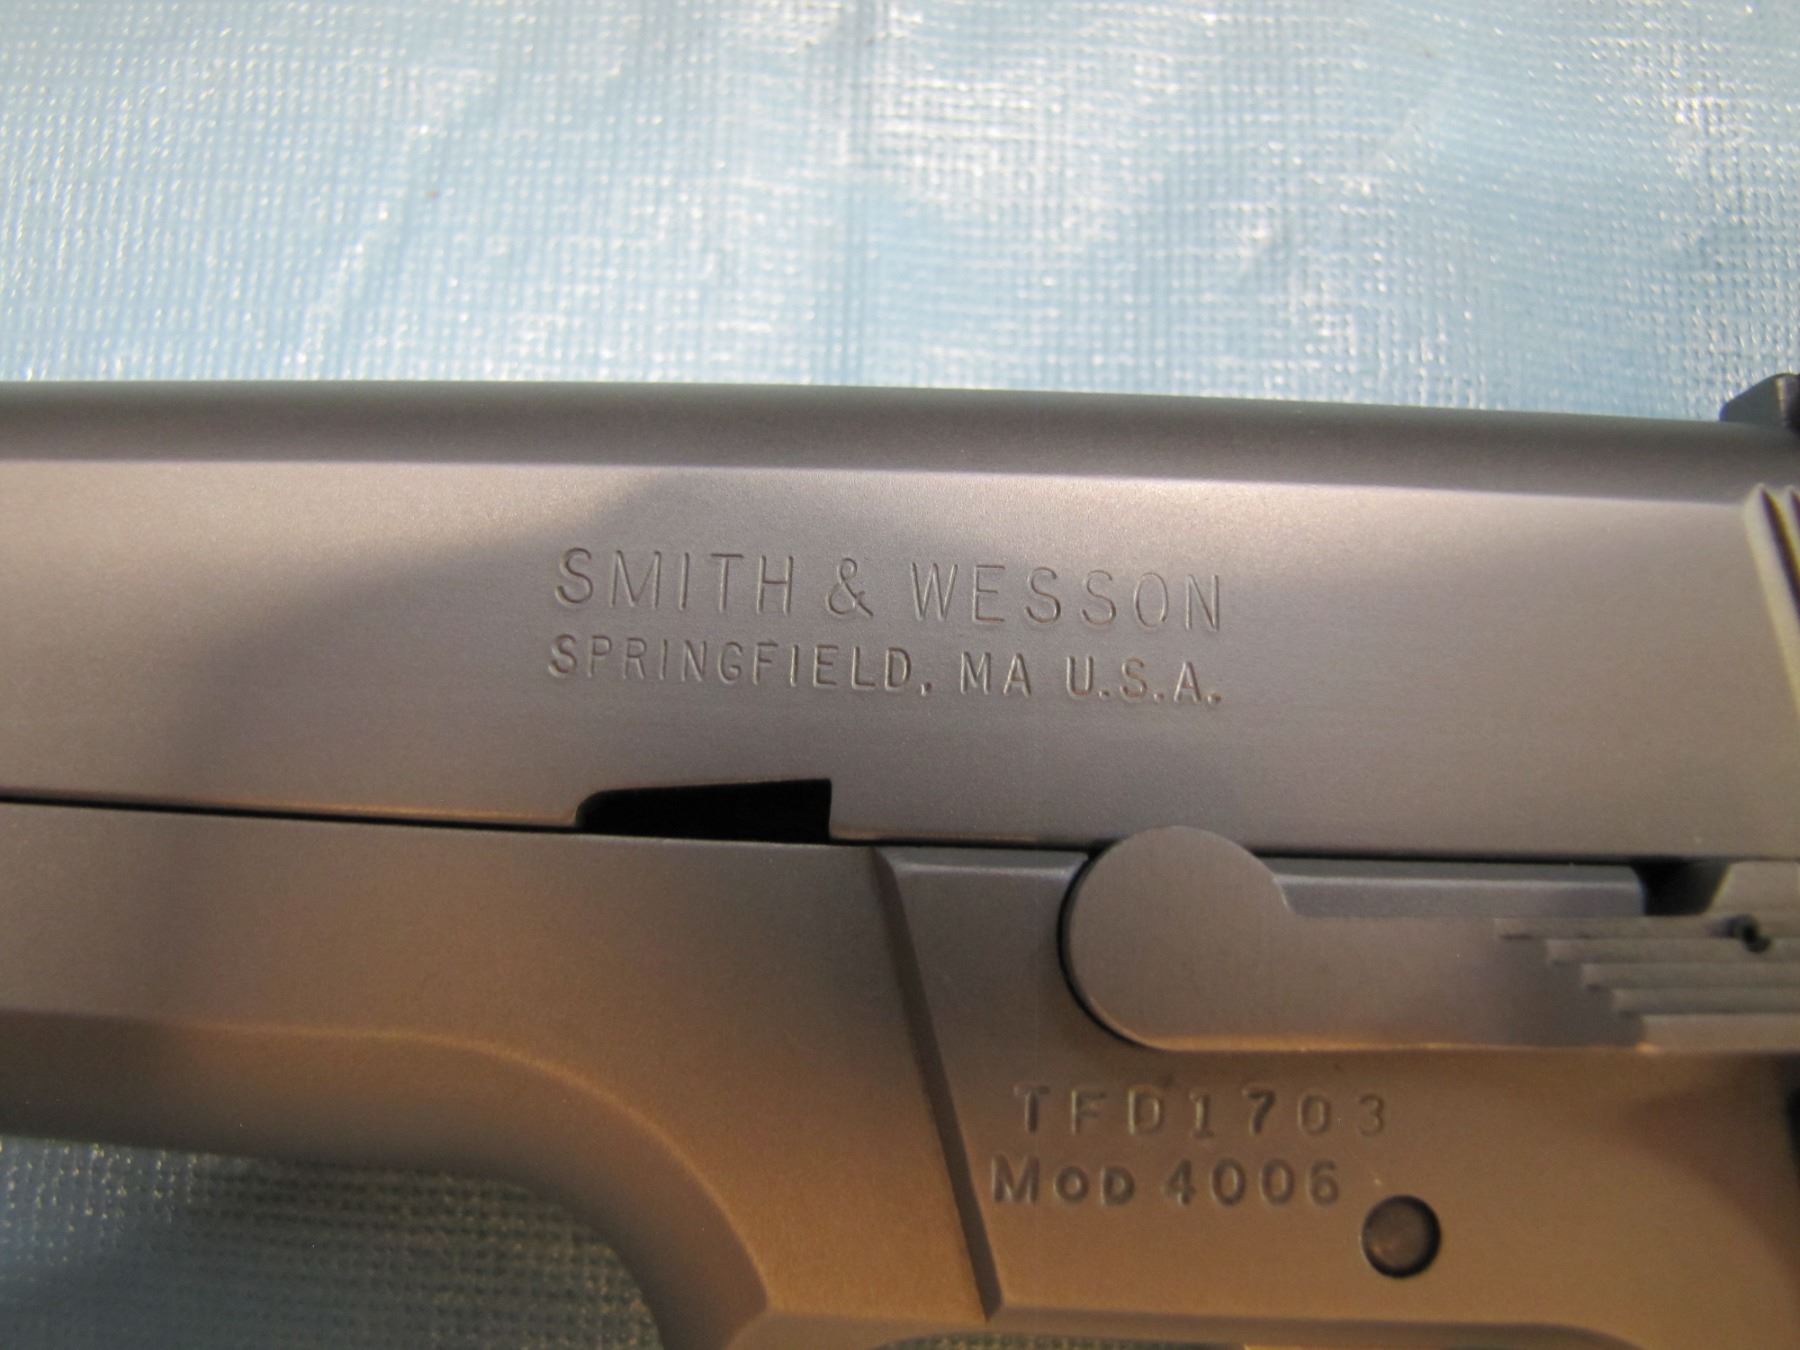 SMITH & WESSON
SPRINGFIELD, MA U.S.A.
TFD1703
MOD 4006